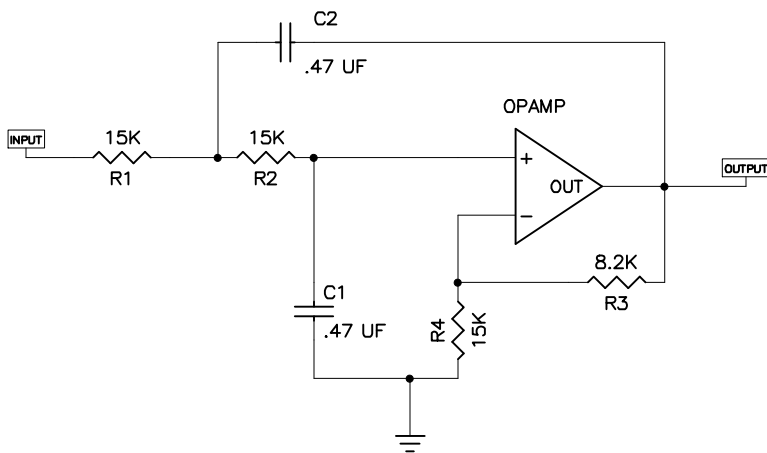 C2
.47 UF
OPAMP
INPUT
15K
R1
15K
R2
+
OUT
−
OUTPUT
8.2K
R3
C1
.47 UF
R4
15K